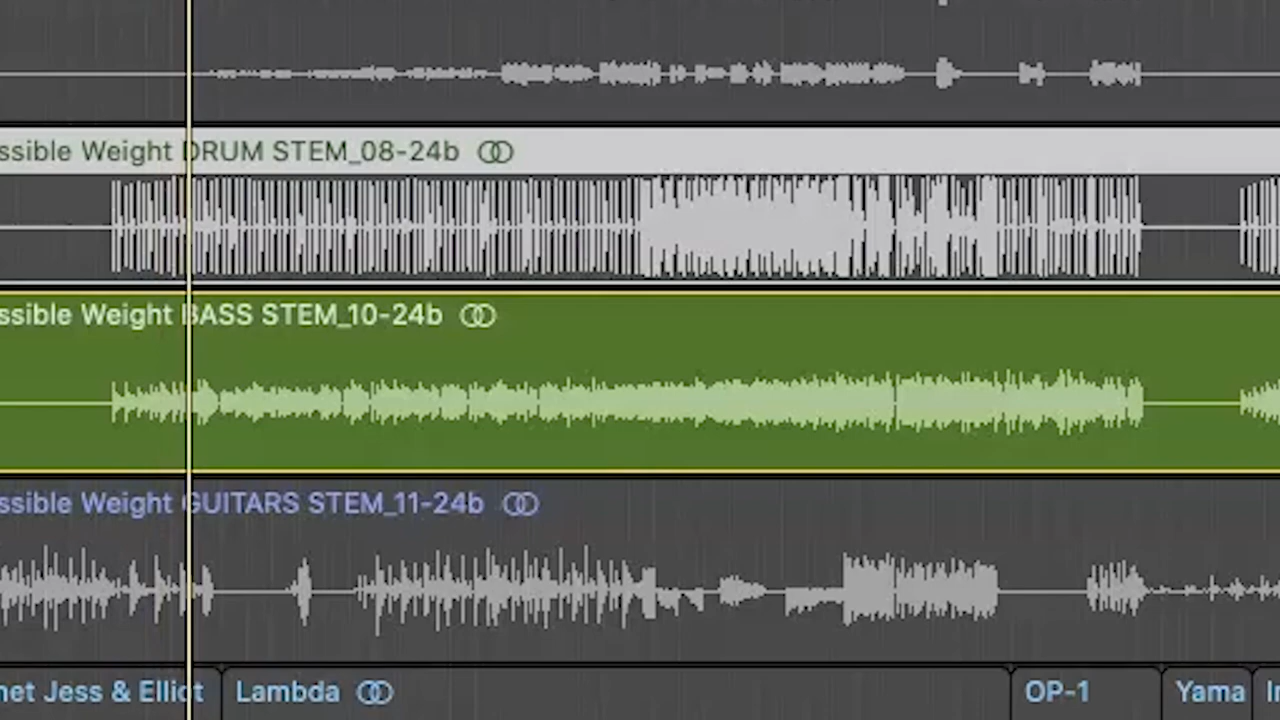 ssible Weight DRUM STEM_08-24b
ssible Weight BASS STEM_10-24b
ssible Weight GUITARS STEM_11-24b
net Jess & Elliot Lambda OP-1 Yama